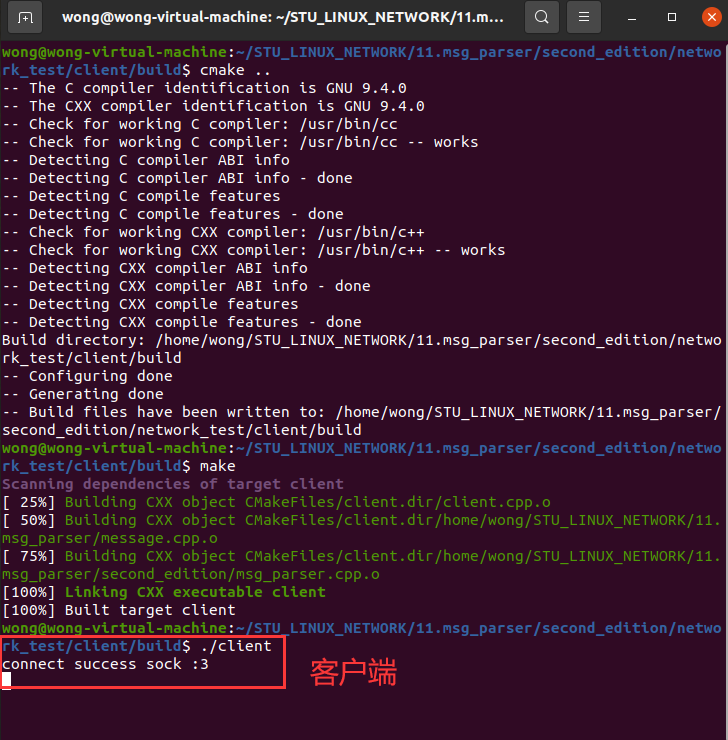 wong@wong-virtual-machine: ~/STU_LINUX_NETWORK/11.ms...
wong@wong-virtual-machine:~/STU_LINUX_NETWORK/11.msg_parser/second_edition/netwo
rk_test/client/build$ cmake ..
-- The C compiler identification is GNU 9.4.0
-- The CXX compiler identification is GNU 9.4.0
-- Check for working C compiler: /usr/bin/cc
-- Check for working C compiler: /usr/bin/cc -- works
-- Detecting C compiler ABI info
-- Detecting C compiler ABI info - done
-- Detecting C compile features
-- Detecting C compile features - done
-- Check for working CXX compiler: /usr/bin/c++
-- Check for working CXX compiler: /usr/bin/c++ -- works
-- Detecting CXX compiler ABI info
-- Detecting CXX compiler ABI info - done
-- Detecting CXX compile features
-- Detecting CXX compile features - done
Build directory: /home/wong/STU_LINUX_NETWORK/11.msg_parser/second_edition/netwo
rk_test/client/build
-- Configuring done
-- Generating done
-- Build files have been written to: /home/wong/STU_LINUX_NETWORK/11.msg_parser/
second_edition/network_test/client/build
wong@wong-virtual-machine:~/STU_LINUX_NETWORK/11.msg_parser/second_edition/netwo
rk_test/client/build$ make
Scanning dependencies of target client
[ 25%] Building CXX object CMakeFiles/client.dir/client.cpp.o
[ 50%] Building CXX object CMakeFiles/client.dir/home/wong/STU_LINUX_NETWORK/11.
msg_parser/message.cpp.o
[ 75%] Building CXX object CMakeFiles/client.dir/home/wong/STU_LINUX_NETWORK/11.
msg_parser/second_edition/msg_parser.cpp.o
[100%] Linking CXX executable client
[100%] Built target client
wong@wong-virtual-machine:~/STU_LINUX_NETWORK/11.msg_parser/second_edition/netwo
rk_test/client/build$ ./client
connect success sock :3
客户端